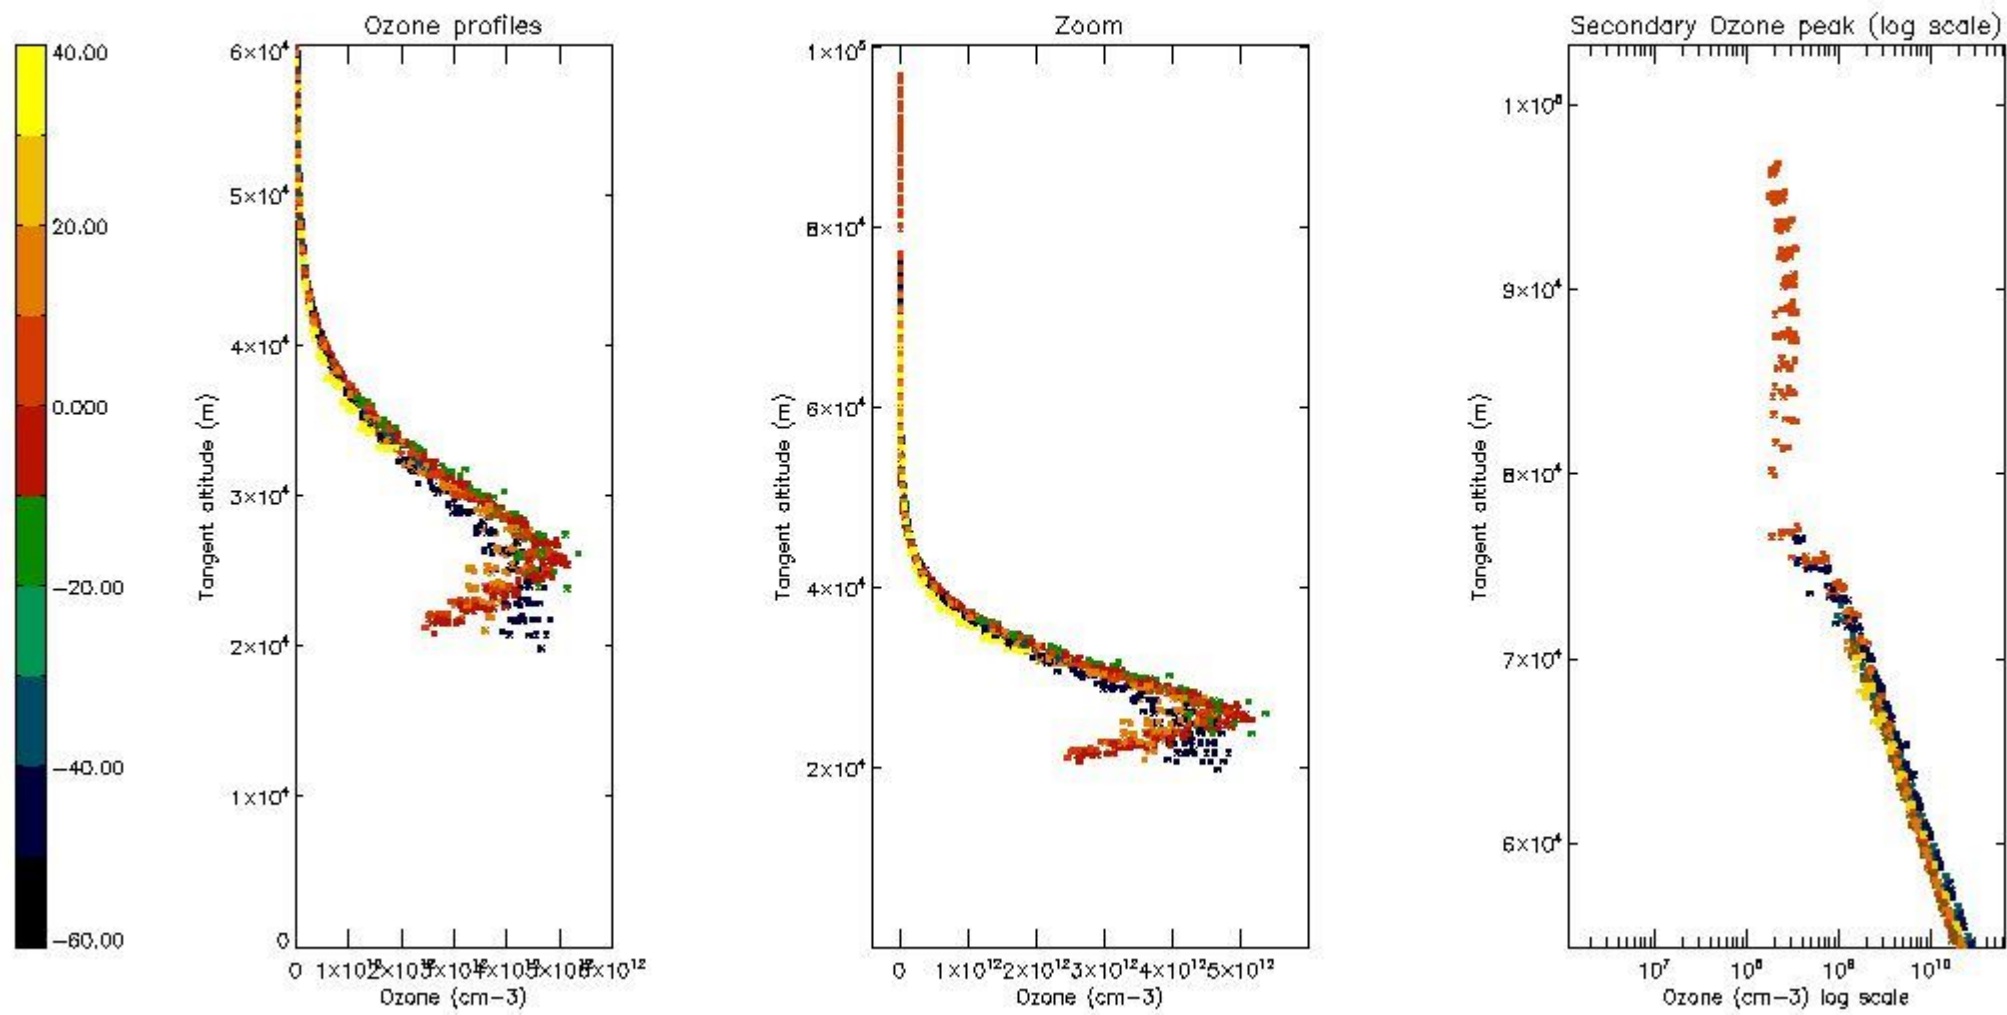 Ozone profiles
Zoom
Secondary Ozone peak (log scale)
40.00
20.00
0.000
−20.00
−40.00
−60.00
6×10⁴
5×10⁴
4×10⁴
3×10⁴
2×10⁴
1×10⁴
0
Tangent altitude (m)
0 1×10¹²
6×10¹²
Ozone (cm−3)
1×10⁵
8×10⁴
6×10⁴
4×10⁴
2×10⁴
Tangent altitude (m)
0 1×10¹² 2×10¹² 3×10¹² 4×10¹² 5×10¹²
Ozone (cm−3)
9×10⁴
8×10⁴
7×10⁴
6×10⁴
Tangent altitude (m)
10⁷ 10⁸ 10⁹ 10¹⁰
Ozone (cm−3) log scale